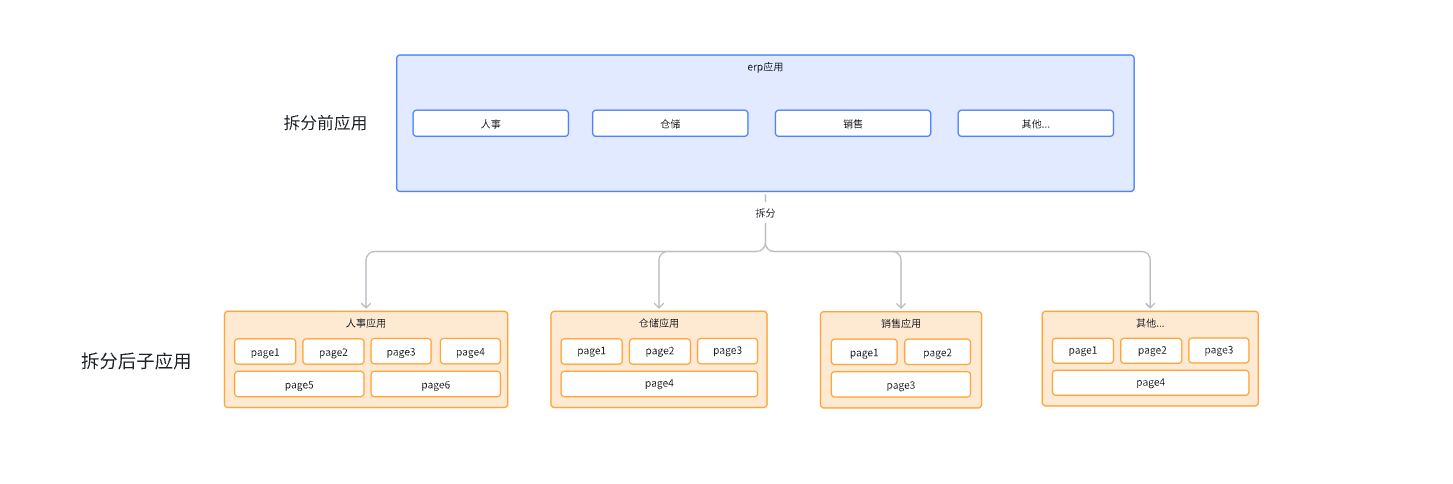 erp应用
拆分前应用
人事
仓储
销售
其他...
拆分
拆分后子应用
人事应用
page1
page2
page3
page4
page5
page6
仓储应用
page1
page2
page3
page4
销售应用
page1
page2
page3
其他...
page1
page2
page3
page4